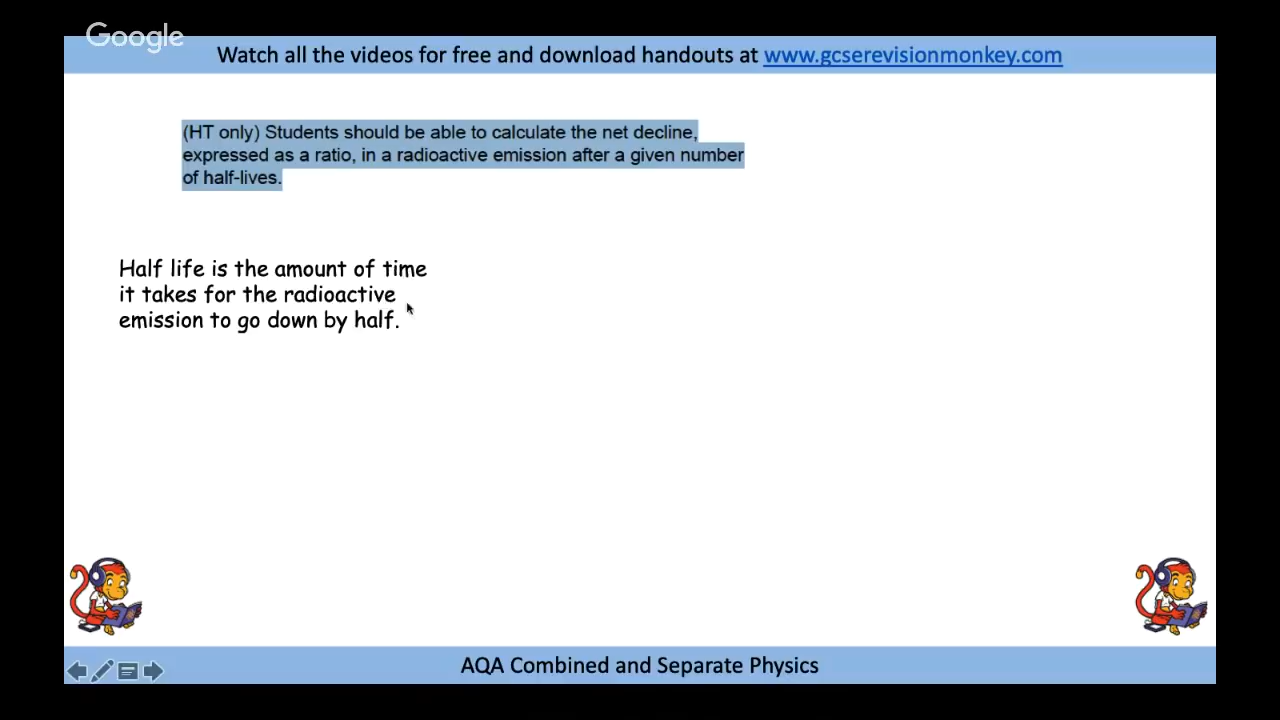 Google
Watch all the videos for free and download handouts at www.gcserevisionmonkey.com
(HT only) Students should be able to calculate the net decline,
expressed as a ratio, in a radioactive emission after a given number
of half-lives.
Half life is the amount of time
it takes for the radioactive
emission to go down by half.
AQA Combined and Separate Physics